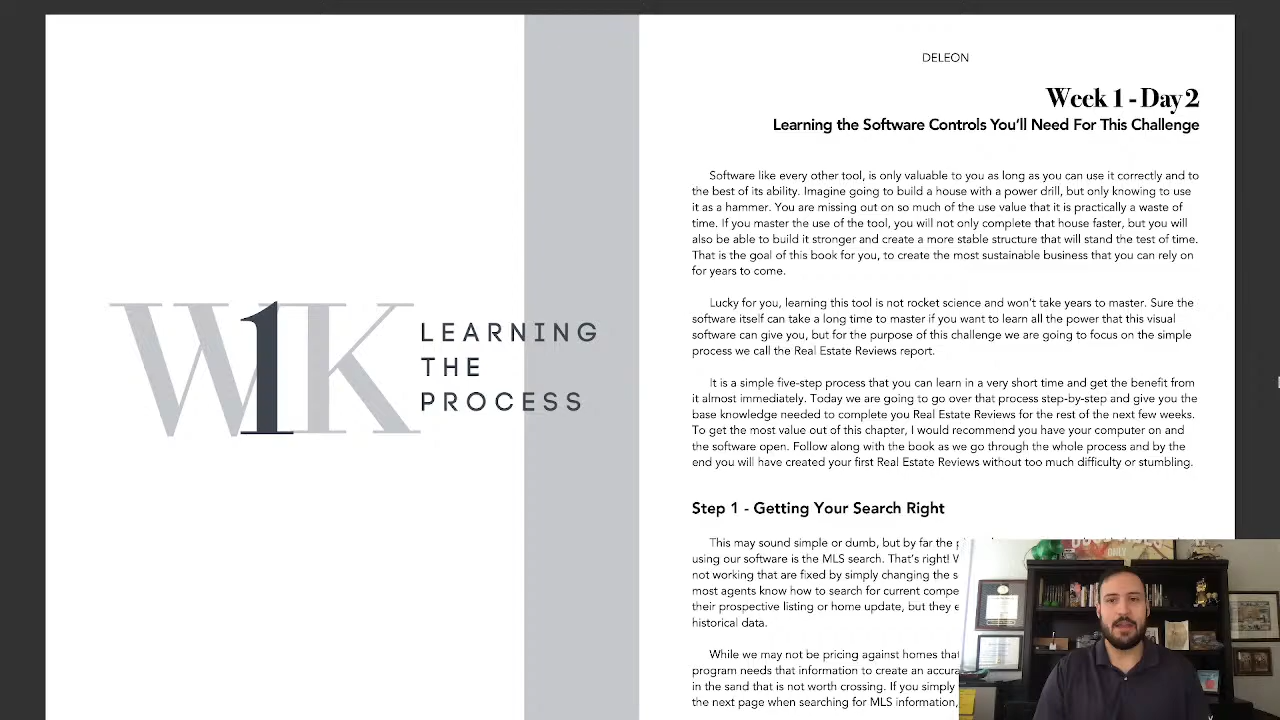 W1K
LEARNING
THE
PROCESS
DELEON
Week 1 - Day 2
Learning the Software Controls You'll Need For This Challenge
Software like every other tool, is only valuable to you as long as you can use it correctly and to
the best of its ability. Imagine going to build a house with a power drill, but only knowing to use
it as a hammer. You are missing out on so much of the use value that it is practically a waste of
time. If you master the use of the tool, you will not only complete that house faster, but you will
also be able to build it stronger and create a more stable structure that will stand the test of time.
That is the goal of this book for you, to create the most sustainable business that you can rely on
for years to come.
Lucky for you, learning this tool is not rocket science and won't take years to master. Sure the
software itself can take a long time to master if you want to learn all the power that this visual
software can give you, but for the purpose of this challenge we are going to focus on the simple
process we call the Real Estate Reviews report.
It is a simple five-step process that you can learn in a very short time and get the benefit from
it almost immediately. Today we are going to go over that process step-by-step and give you the
base knowledge needed to complete you Real Estate Reviews for the rest of the next few weeks.
To get the most value out of this chapter, I would recommend you have your computer on and
the software open. Follow along with the book as we go through the whole process and by the
end you will have created your first Real Estate Reviews without too much difficulty or stumbling.
Step 1 - Getting Your Search Right
This may sound simple or dumb, but by far the
using our software is the MLS search. That's right!
not working that are fixed by simply changing the
most agents know how to search for current
their prospective listing or home update, but they
historical data.
While we may not be pricing against homes
program needs that information to create an
in the sand that is not worth crossing. If you simply
the next page when searching for MLS information,